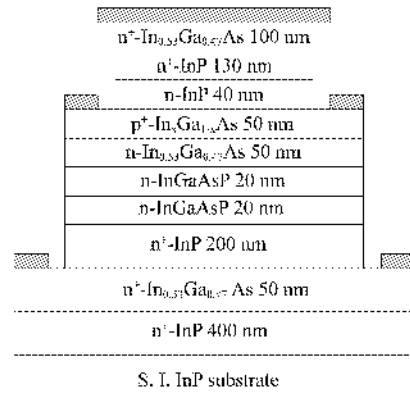 n⁺-In₀.₅₃Ga₀.₄₇As 100 nm
n⁺-InP 130 nm
n-InP 40 nm
p⁺-InₓGa₁₋ₓAs 50 nm
n-In₀.₅₃Ga₀.₄₇As 50 nm
n-InGaAsP 20 nm
n-InGaAsP 20 nm
n⁺-InP 200 nm
n⁺-In₀.₅₃Ga₀.₄₇As 50 nm
n⁺-InP 400 nm
S. I. InP substrate